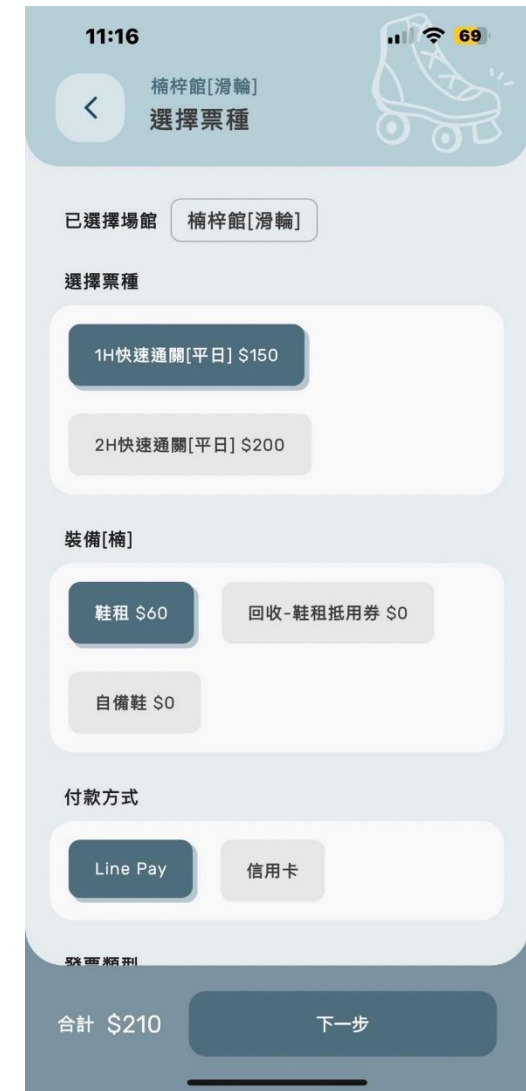 11:16
69
楠梓館[滑輪]
選擇票種
已選擇場館 楠梓館[滑輪]
選擇票種
1H快速通關[平日] $150
2H快速通關[平日] $200
裝備[楠]
鞋租 $60 回收-鞋租抵用券 $0
自備鞋 $0
付款方式
Line Pay 信用卡
發票類型
合計 $210 下一步